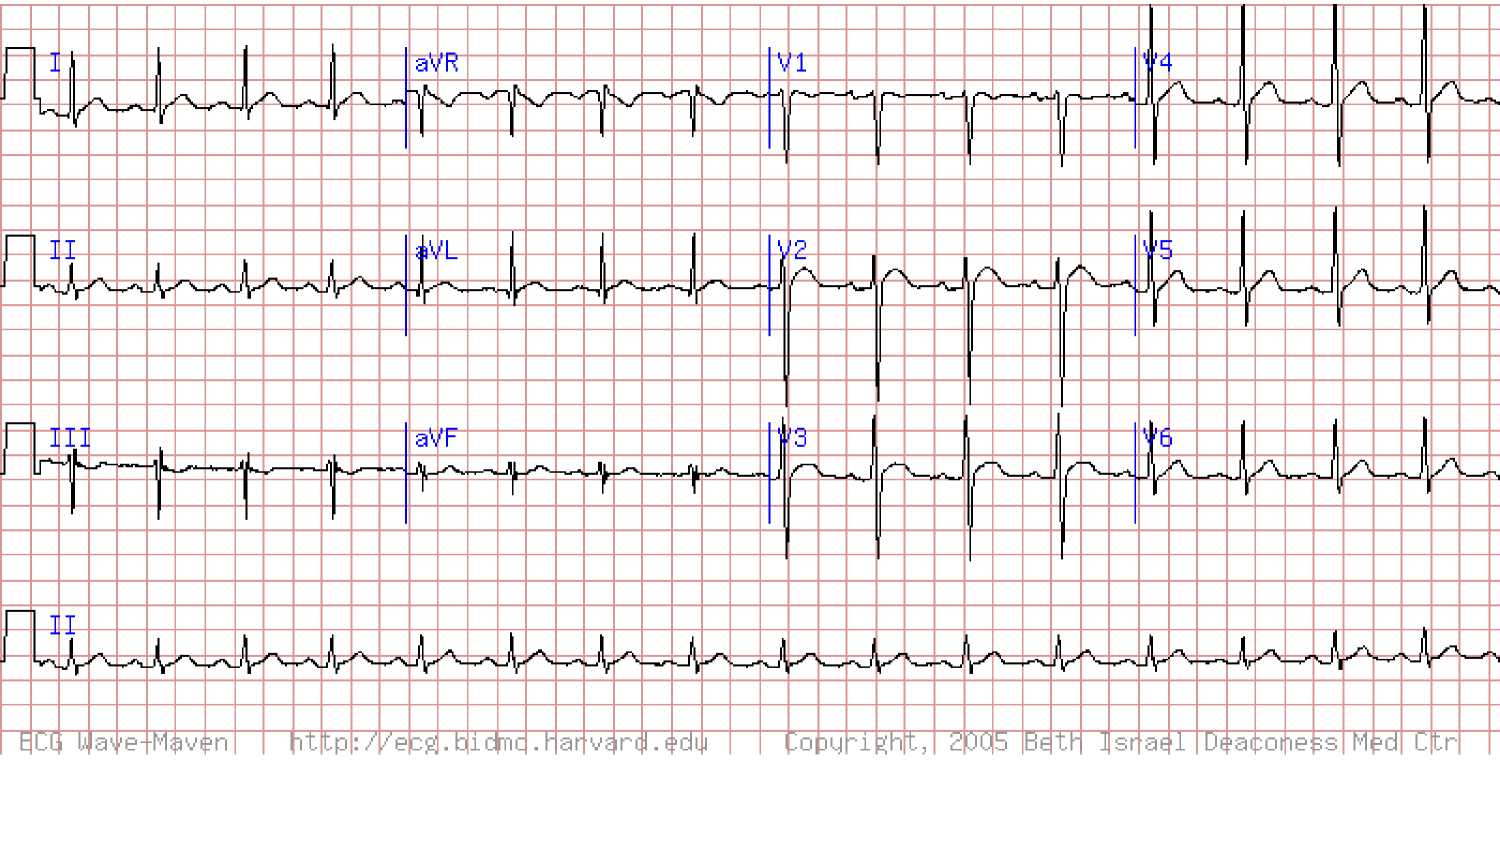 I aVR V1 V4
II aVL V2 V5
III aVF V3 V6
II
ECG Wave-Maven http://ecg.bidmc.harvard.edu Copyright, 2005 Beth Israel Deaconess Med Ctr